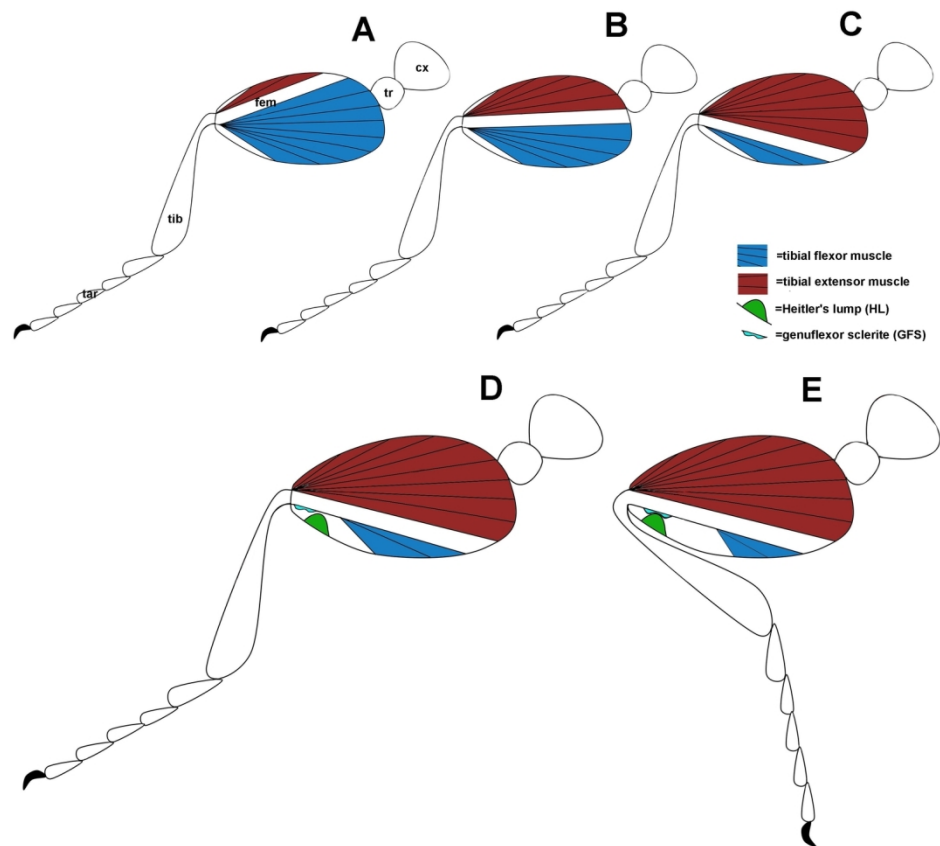 A
B
C
cx
tr
fem
tib
tar
=tibial flexor muscle
=tibial extensor muscle
=Heitler's lump (HL)
=genuflexor sclerite (GFS)
D
E